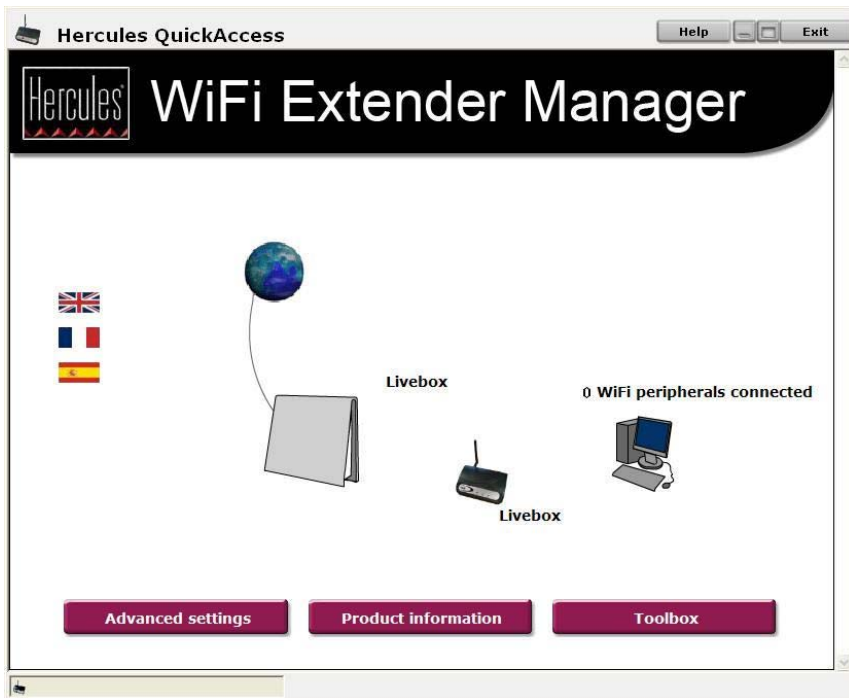 Hercules QuickAccess
Help
Exit
Hercules
WiFi Extender Manager
Livebox
0 WiFi peripherals connected
Livebox
Advanced settings
Product information
Toolbox